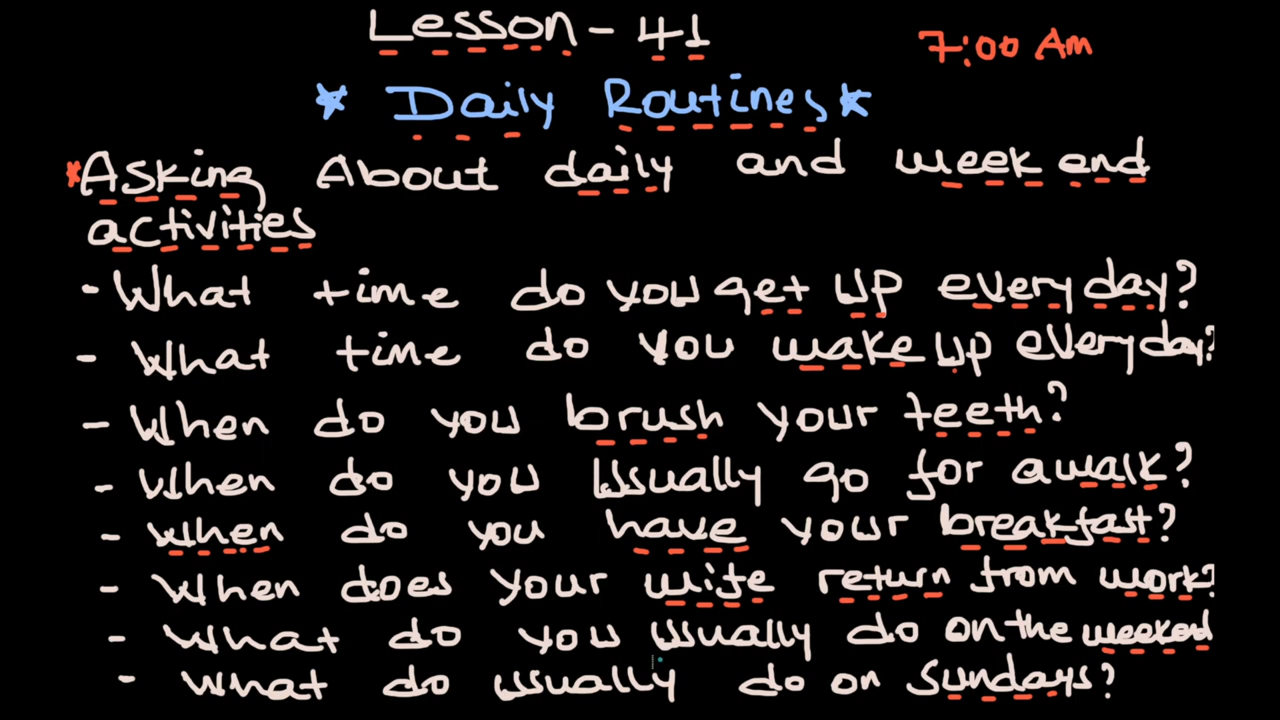 Lesson - 41
7:00 Am
* Daily Routines *
* Asking About daily and week end
activities
- What time do you get up every day?
- What time do you wake up everyday?
- When do you brush your teeth?
- When do you usually go for a walk?
- When do you have your breakfast?
- When does your wife return from work?
- What do you usually do on the weekend
- What do usually do on Sundays?